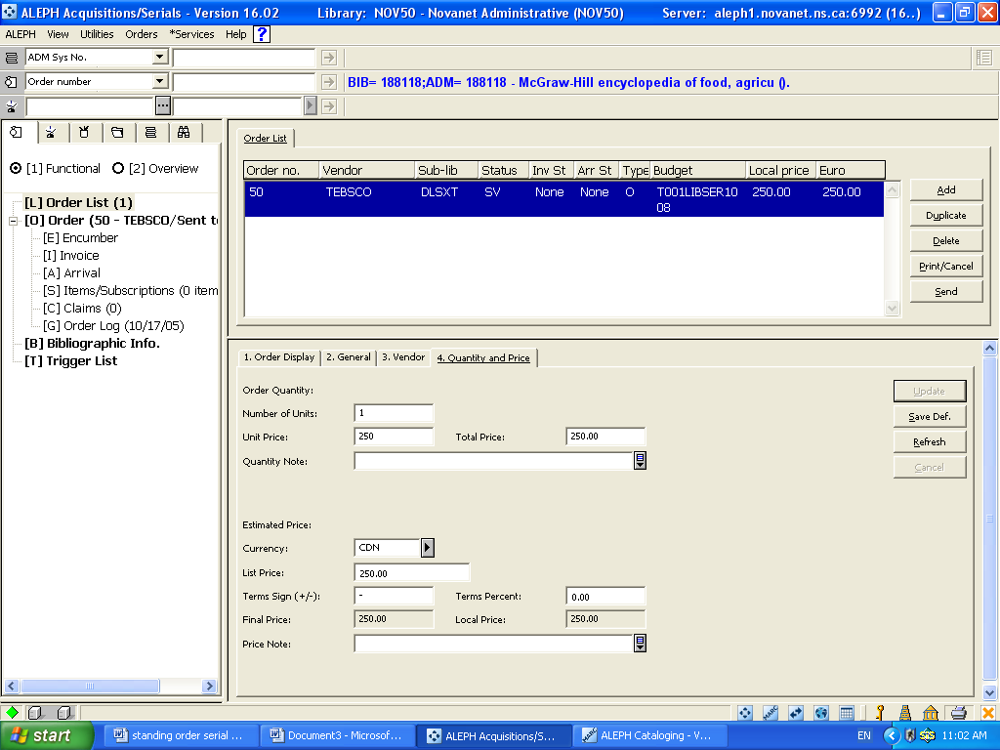 ALEPH Acquisitions/Serials - Version 16.02 Library: NOV50 - Novanet Administrative (NOV50) Server: aleph1.novanet.ns.ca:6992 (16..)
ALEPH View Utilities Orders *Services Help ?
ADM Sys No.
Order number BIB= 188118;ADM= 188118 - McGraw-Hill encyclopedia of food, agricu ().
...
[1] Functional [2] Overview
[L] Order List (1)
[O] Order (50 - TEBSCO/Sent to
[E] Encumber
[I] Invoice
[A] Arrival
[S] Items/Subscriptions (0 item
[C] Claims (0)
[G] Order Log (10/17/05)
[B] Bibliographic Info.
[T] Trigger List
Order List
Order no. Vendor Sub-lib Status Inv St Arr St Type Budget Local price Euro
50 TEBSCO DLSXT SV None None O T001LIBSER10 250.00 250.00
08
Add
Duplicate
Delete
Print/Cancel
Send
1. Order Display 2. General 3. Vendor 4. Quantity and Price
Order Quantity:
Number of Units: 1
Unit Price: 250 Total Price: 250.00
Quantity Note:
Estimated Price:
Currency: CDN
List Price: 250.00
Terms Sign (+/-): - Terms Percent: 0.00
Final Price: 250.00 Local Price: 250.00
Price Note:
Update
Save Def.
Refresh
Cancel
start standing order serial ... Document3 - Microsof... ALEPH Acquisitions/S... ALEPH Cataloging - V... EN 11:02 AM